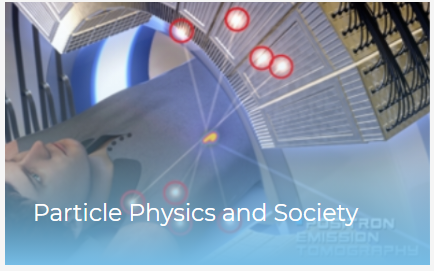 Particle Physics and Society
POSITRON
EMISSION
TOMOGRAPHY